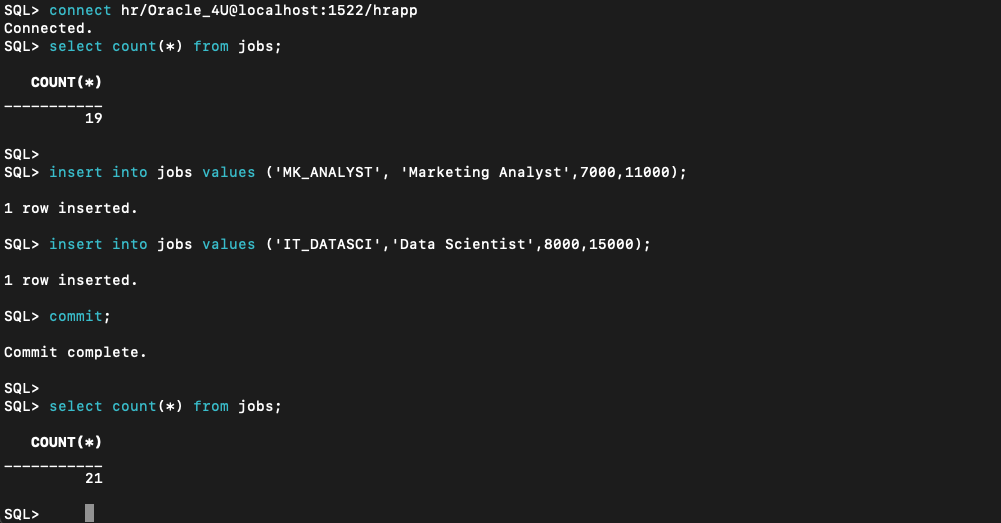 SQL> connect hr/Oracle_4U@localhost:1522/hrapp
Connected.
SQL> select count(*) from jobs;
COUNT(*)
___________
19
SQL>
SQL> insert into jobs values ('MK_ANALYST', 'Marketing Analyst',7000,11000);
1 row inserted.
SQL> insert into jobs values ('IT_DATASCI','Data Scientist',8000,15000);
1 row inserted.
SQL> commit;
Commit complete.
SQL>
SQL> select count(*) from jobs;
COUNT(*)
___________
21
SQL>